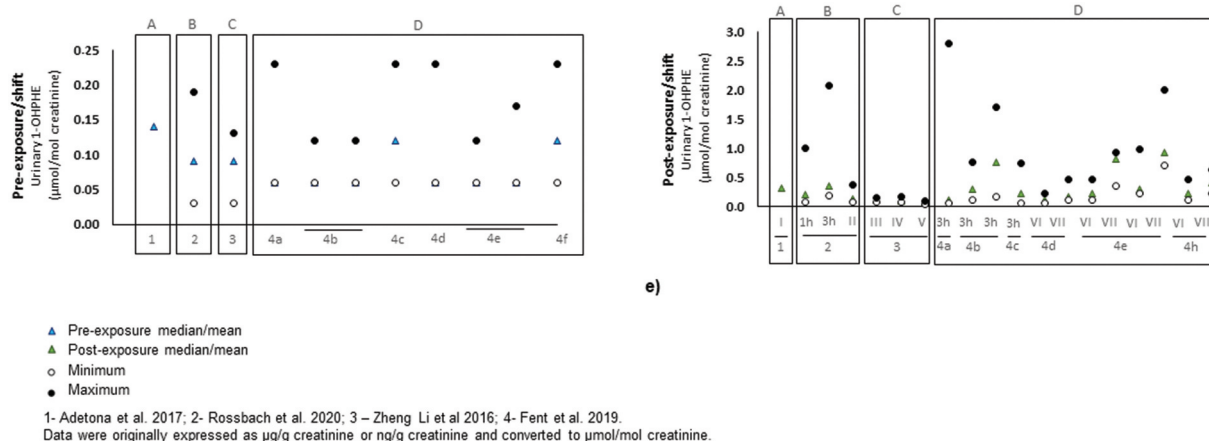 A B C D
Pre-exposure/shift
Urinary 1-OHPHE
(µmol/mol creatinine)
0.25
0.20
0.15
0.10
0.05
0.00
1 2 3 4a 4b 4c 4d 4e 4f
A B C D
Post-exposure/shift
Urinary 1-OHPHE
(µmol/mol creatinine)
3.0
2.5
2.0
1.5
1.0
0.5
0.0
I 1h 3h II III IV V 3h 3h 3h 3h VI VII VI VII VI VII VI
1 2 3 4a 4b 4c 4d 4e 4h
e)
Pre-exposure median/mean
Post-exposure median/mean
Minimum
Maximum
1- Adetona et al. 2017; 2- Rossbach et al. 2020; 3 – Zheng Li et al 2016; 4- Fent et al. 2019.
Data were originally expressed as µg/g creatinine or ng/g creatinine and converted to µmol/mol creatinine.